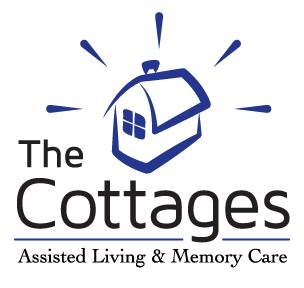 The
Cottages
Assisted Living & Memory Care